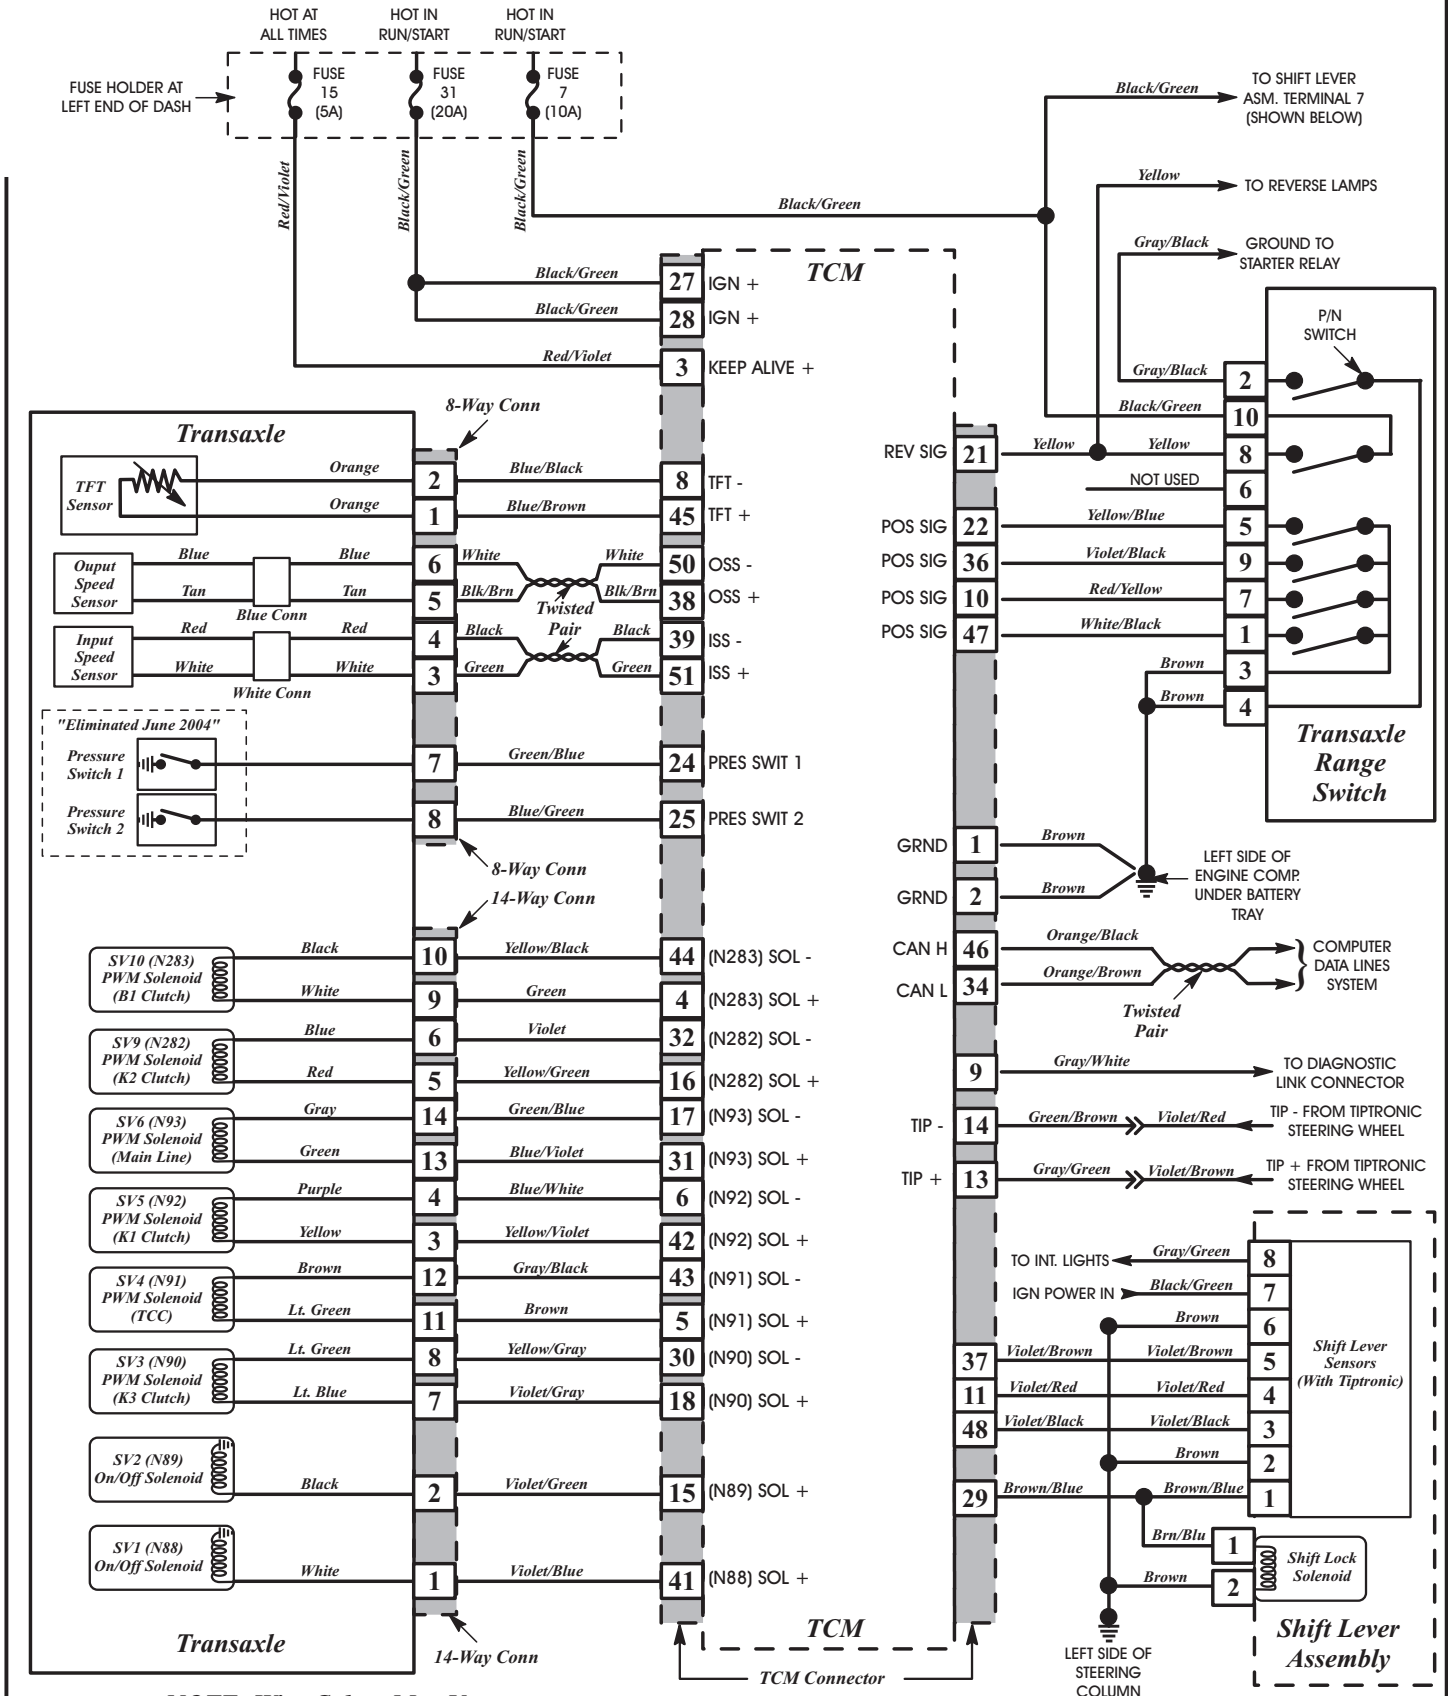 HOT AT
ALL TIMES
HOT IN
RUN/START
HOT IN
RUN/START
FUSE HOLDER AT
LEFT END OF DASH
FUSE
15
(5A)
FUSE
31
(20A)
FUSE
7
(10A)
Red/Violet
Black/Green
Black/Green
Black/Green
Black/Green
TO SHIFT LEVER
ASM. TERMINAL 7
(SHOWN BELOW)
Yellow
TO REVERSE LAMPS
Gray/Black
GROUND TO
STARTER RELAY
TCM
Black/Green
27
IGN +
Black/Green
28
IGN +
Red/Violet
3
KEEP ALIVE +
P/N
SWITCH
Gray/Black
2
Black/Green
10
REV SIG
21
Yellow
Yellow
8
NOT USED
6
POS SIG
22
Yellow/Blue
5
POS SIG
36
Violet/Black
9
POS SIG
10
Red/Yellow
7
POS SIG
47
White/Black
1
Brown
3
Brown
4
Transaxle
Range
Switch
Transaxle
8-Way Conn
TFT
Sensor
Orange
2
Blue/Black
8
TFT -
Orange
1
Blue/Brown
45
TFT +
Ouput
Speed
Sensor
Blue
Blue
6
White
White
50
OSS -
Tan
Tan
5
Blk/Brn
Blk/Brn
38
OSS +
Blue Conn
Twisted
Pair
Input
Speed
Sensor
Red
Red
4
Black
Black
39
ISS -
White
White
3
Green
Green
51
ISS +
White Conn
"Eliminated June 2004"
Pressure
Switch 1
7
Green/Blue
24
PRES SWIT 1
Pressure
Switch 2
8
Blue/Green
25
PRES SWIT 2
8-Way Conn
14-Way Conn
GRND
1
Brown
GRND
2
Brown
LEFT SIDE OF
ENGINE COMP.
UNDER BATTERY
TRAY
CAN H
46
Orange/Black
CAN L
34
Orange/Brown
Twisted
Pair
COMPUTER
DATA LINES
SYSTEM
9
Gray/White
TO DIAGNOSTIC
LINK CONNECTOR
TIP -
14
Green/Brown
Violet/Red
TIP - FROM TIPTRONIC
STEERING WHEEL
TIP +
13
Gray/Green
Violet/Brown
TIP + FROM TIPTRONIC
STEERING WHEEL
SV10 (N283)
PWM Solenoid
(B1 Clutch)
Black
10
Yellow/Black
44
(N283) SOL -
White
9
Green
4
(N283) SOL +
SV9 (N282)
PWM Solenoid
(K2 Clutch)
Blue
6
Violet
32
(N282) SOL -
Red
5
Yellow/Green
16
(N282) SOL +
SV6 (N93)
PWM Solenoid
(Main Line)
Gray
14
Green/Blue
17
(N93) SOL -
Green
13
Blue/Violet
31
(N93) SOL +
SV5 (N92)
PWM Solenoid
(K1 Clutch)
Purple
4
Blue/White
6
(N92) SOL -
Yellow
3
Yellow/Violet
42
(N92) SOL +
SV4 (N91)
PWM Solenoid
(TCC)
Brown
12
Gray/Black
43
(N91) SOL -
Lt. Green
11
Brown
5
(N91) SOL +
SV3 (N90)
PWM Solenoid
(K3 Clutch)
Lt. Green
8
Yellow/Gray
30
(N90) SOL -
Lt. Blue
7
Violet/Gray
18
(N90) SOL +
SV2 (N89)
On/Off Solenoid
Black
2
Violet/Green
15
(N89) SOL +
SV1 (N88)
On/Off Solenoid
White
1
Violet/Blue
41
(N88) SOL +
Transaxle
14-Way Conn
TCM
TCM Connector
TO INT. LIGHTS
Gray/Green
8
IGN POWER IN
Black/Green
7
Brown
6
37
Violet/Brown
Violet/Brown
5
11
Violet/Red
Violet/Red
4
48
Violet/Black
Violet/Black
3
Brown
2
29
Brown/Blue
Brown/Blue
1
Shift Lever
Sensors
(With Tiptronic)
Brn/Blu
1
Brown
2
Shift Lock
Solenoid
Shift Lever
Assembly
LEFT SIDE OF
STEERING
COLUMN